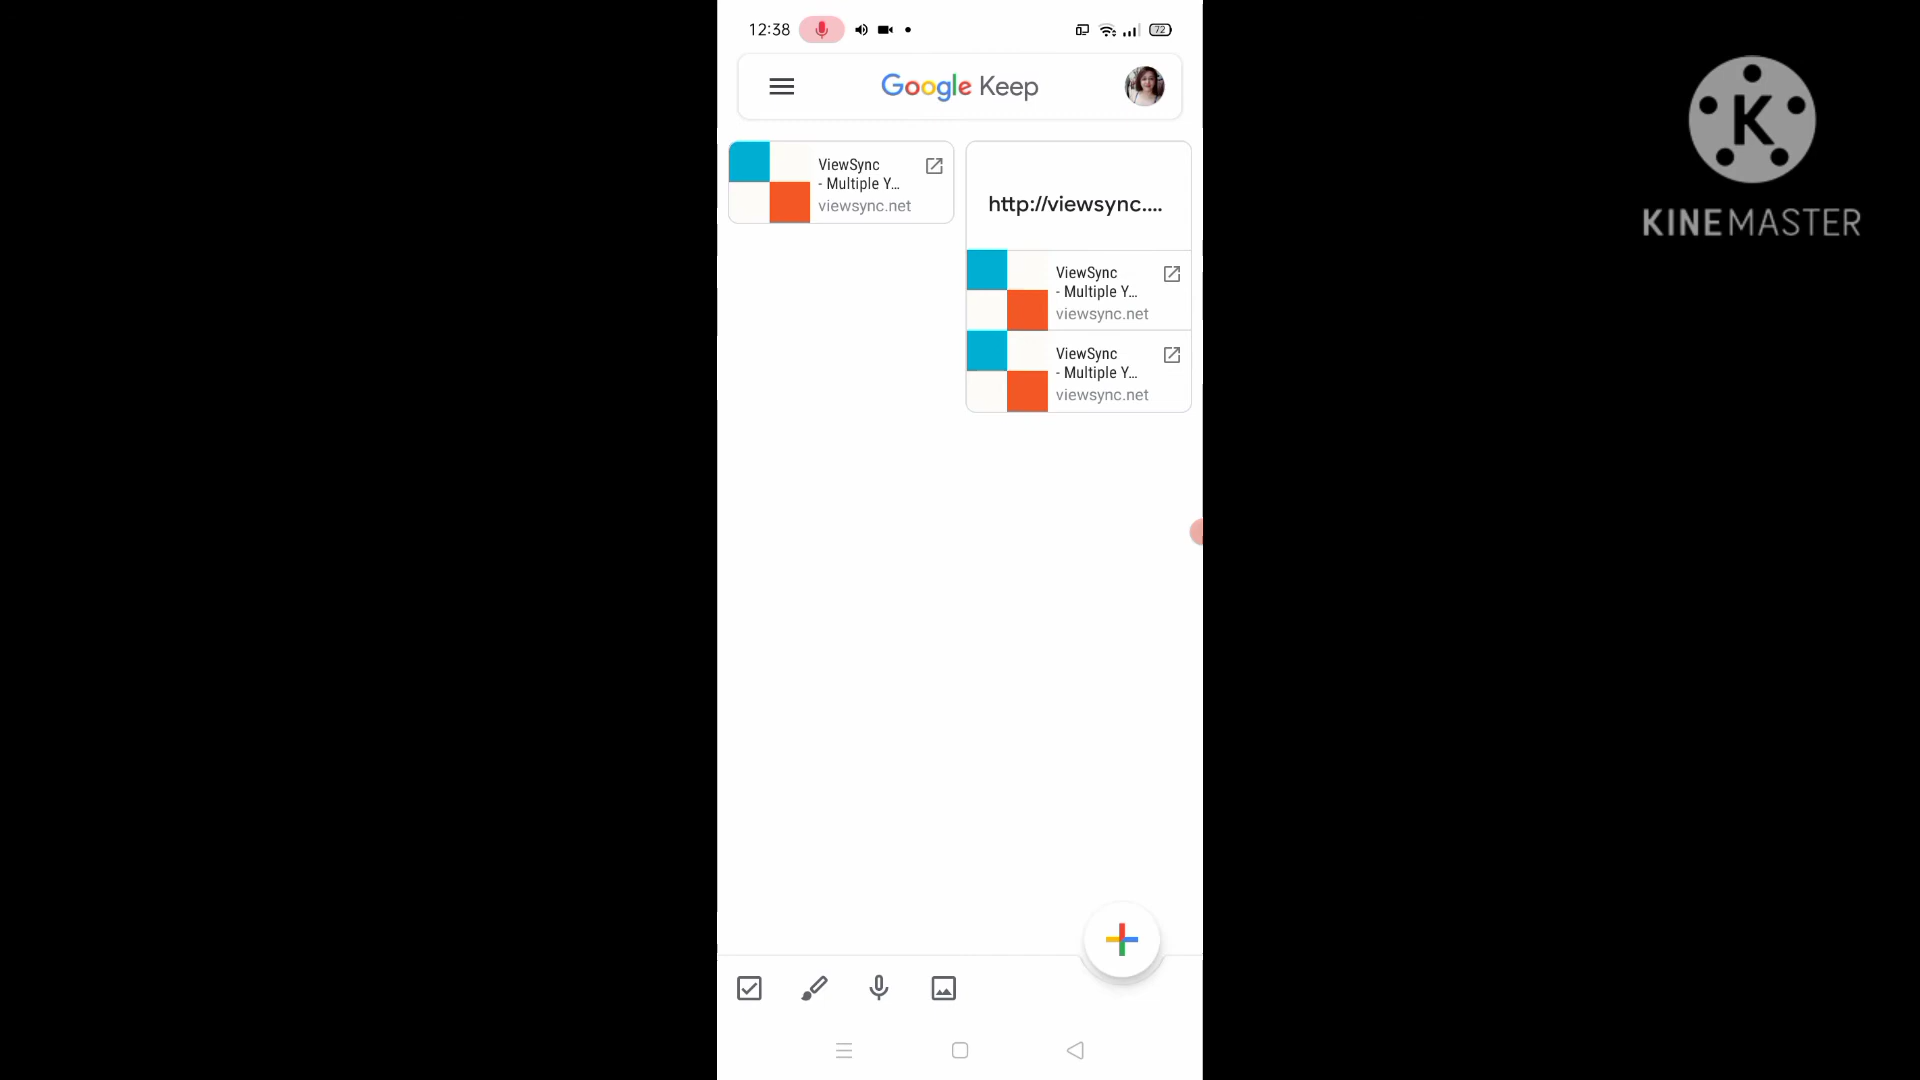 12:38
72
Google Keep
ViewSync
- Multiple Y...
viewsync.net
http://viewsync....
ViewSync
- Multiple Y...
viewsync.net
ViewSync
- Multiple Y...
viewsync.net
K
KINEMASTER